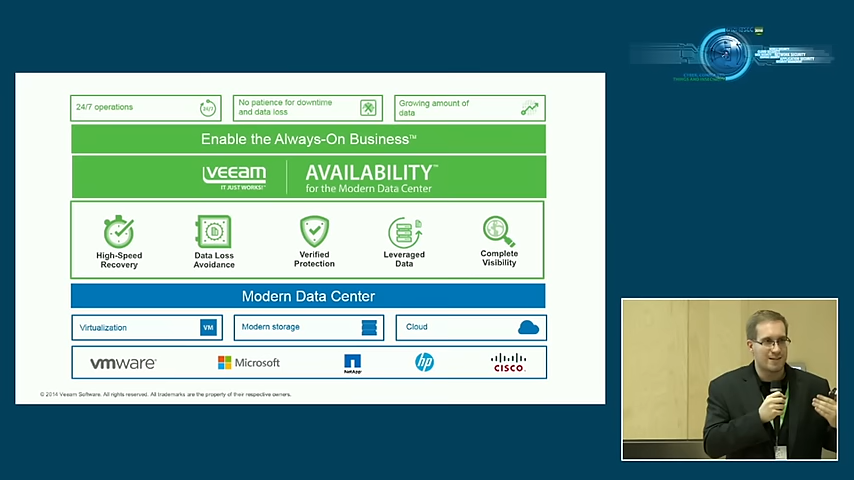 24/7 operations
24/7
No patience for downtime
and data loss
Growing amount of
data
Enable the Always-On Business™
veeam
IT JUST WORKS!™
AVAILABILITY™
for the Modern Data Center
High-Speed
Recovery
Data Loss
Avoidance
Verified
Protection
Leveraged
Data
Complete
Visibility
Modern Data Center
Virtualization
VM
Modern storage
Cloud
vmware®
Microsoft
NetApp
hp
CISCO.
© 2014 Veeam Software. All rights reserved. All trademarks are the property of their respective owners.